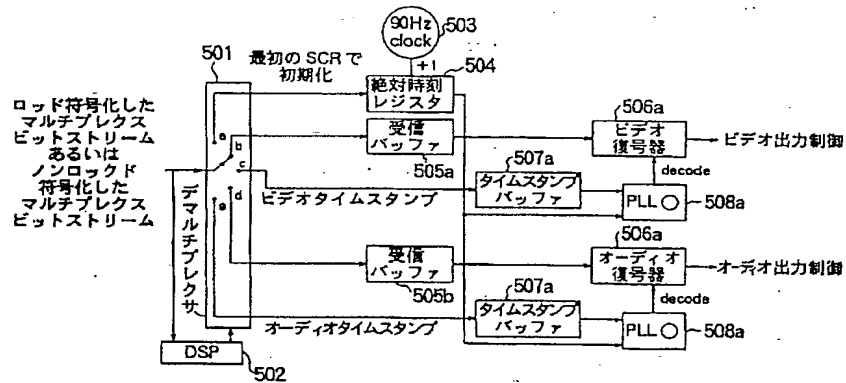 90Hz
clock
503
501
最初の SCR で
初期化
+1
504
絶対時刻
レジスタ
ロッド符号化した
マルチプレクス
ビットストリーム
あるいは
ノンロックド
符号化した
マルチプレクス
ビットストリーム
a
b
c
d
e
受信
バッファ
505a
506a
ビデオ
復号器
ビデオ出力制御
decode
507a
タイムスタンプ
バッファ
PLL ○
508a
ビデオタイムスタンプ
デマルチプレクサ
受信
バッファ
505b
506a
オーディオ
復号器
オーディオ出力制御
decode
507a
タイムスタンプ
バッファ
PLL ○
508a
オーディオタイムスタンプ
DSP
502